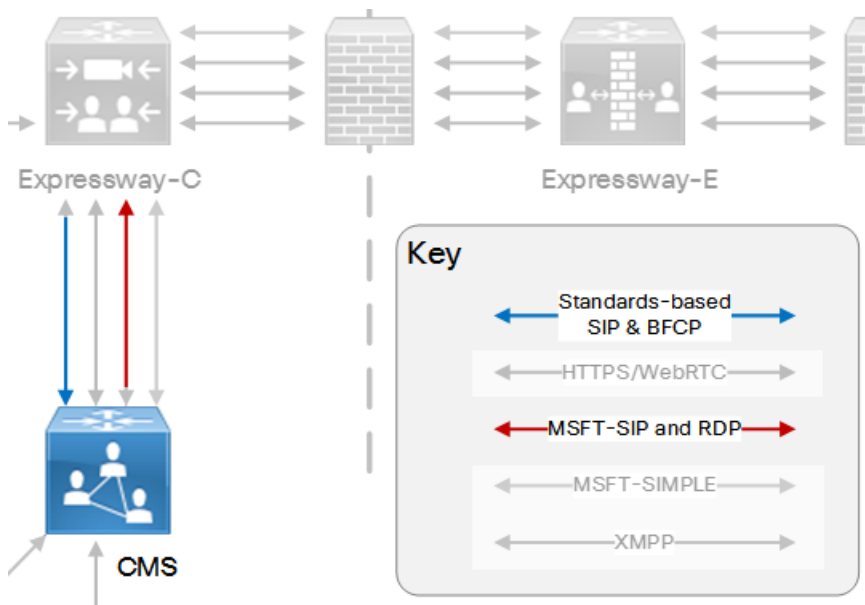 Expressway-C
Expressway-E
Key
Standards-based
SIP & BFCP
HTTPS/WebRTC
MSFT-SIP and RDP
MSFT-SIMPLE
XMPP
CMS